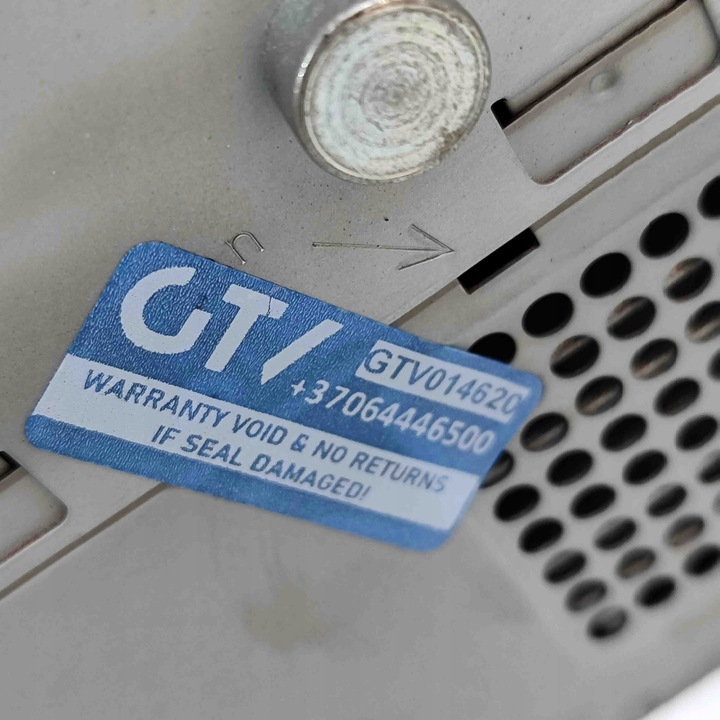 n
GTV
GTV014620
+37064446500
WARRANTY VOID & NO RETURNS
IF SEAL DAMAGED!